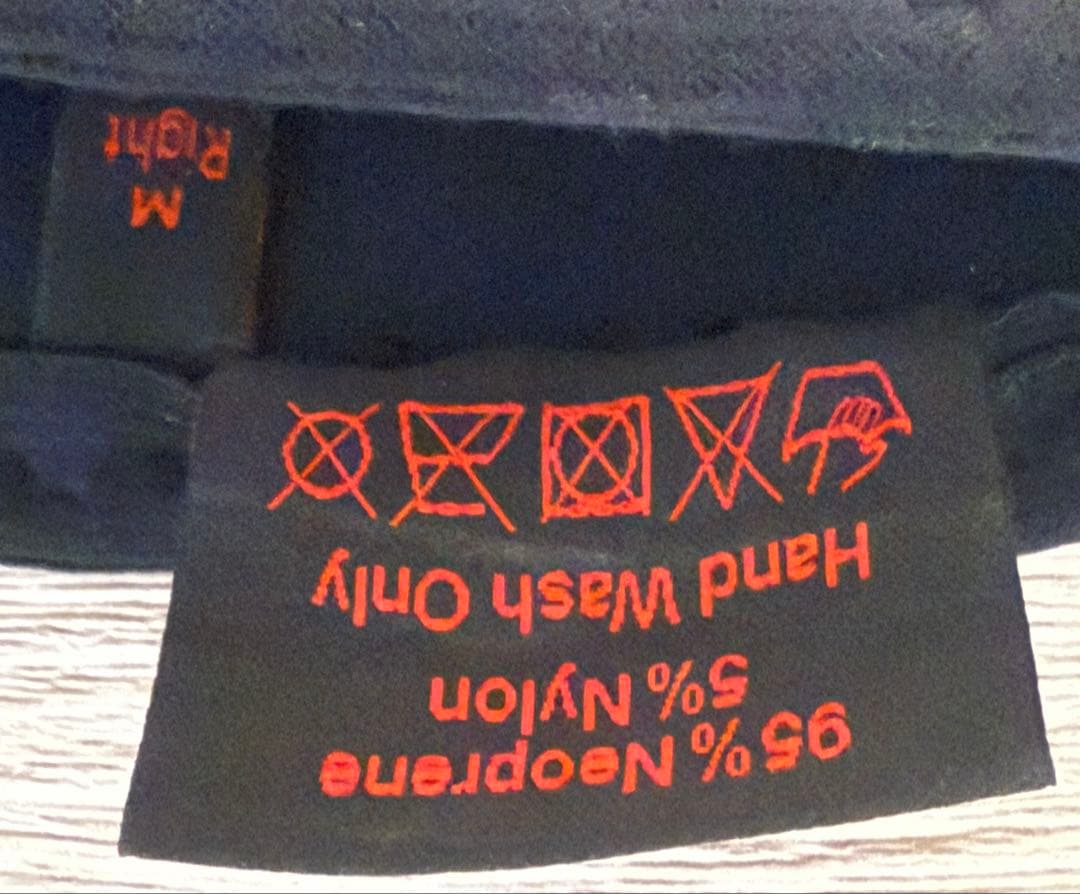 95% Neoprene
5% Nylon
Hand Wash Only
M
Right